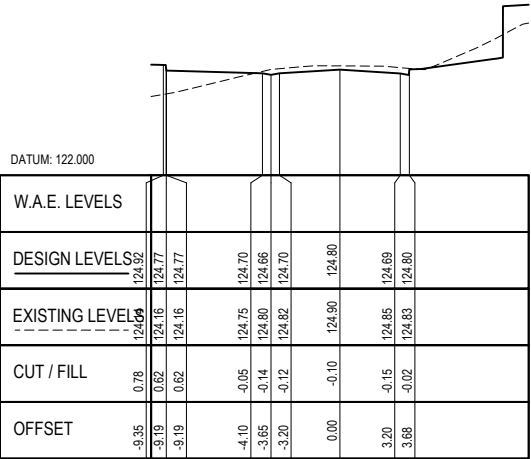 DATUM: 122.000
W.A.E. LEVELS
DESIGN LEVELS 124.92 124.77 124.77 124.70 124.66 124.70 124.80 124.69 124.80
EXISTING LEVELS 124.16 124.16 124.75 124.80 124.82 124.90 124.85 124.83
CUT / FILL 0.78 0.62 0.62 -0.05 -0.14 -0.12 -0.10 -0.15 -0.02
OFFSET -9.35 -9.19 -9.19 -4.10 -3.65 -3.20 0.00 3.20 3.68